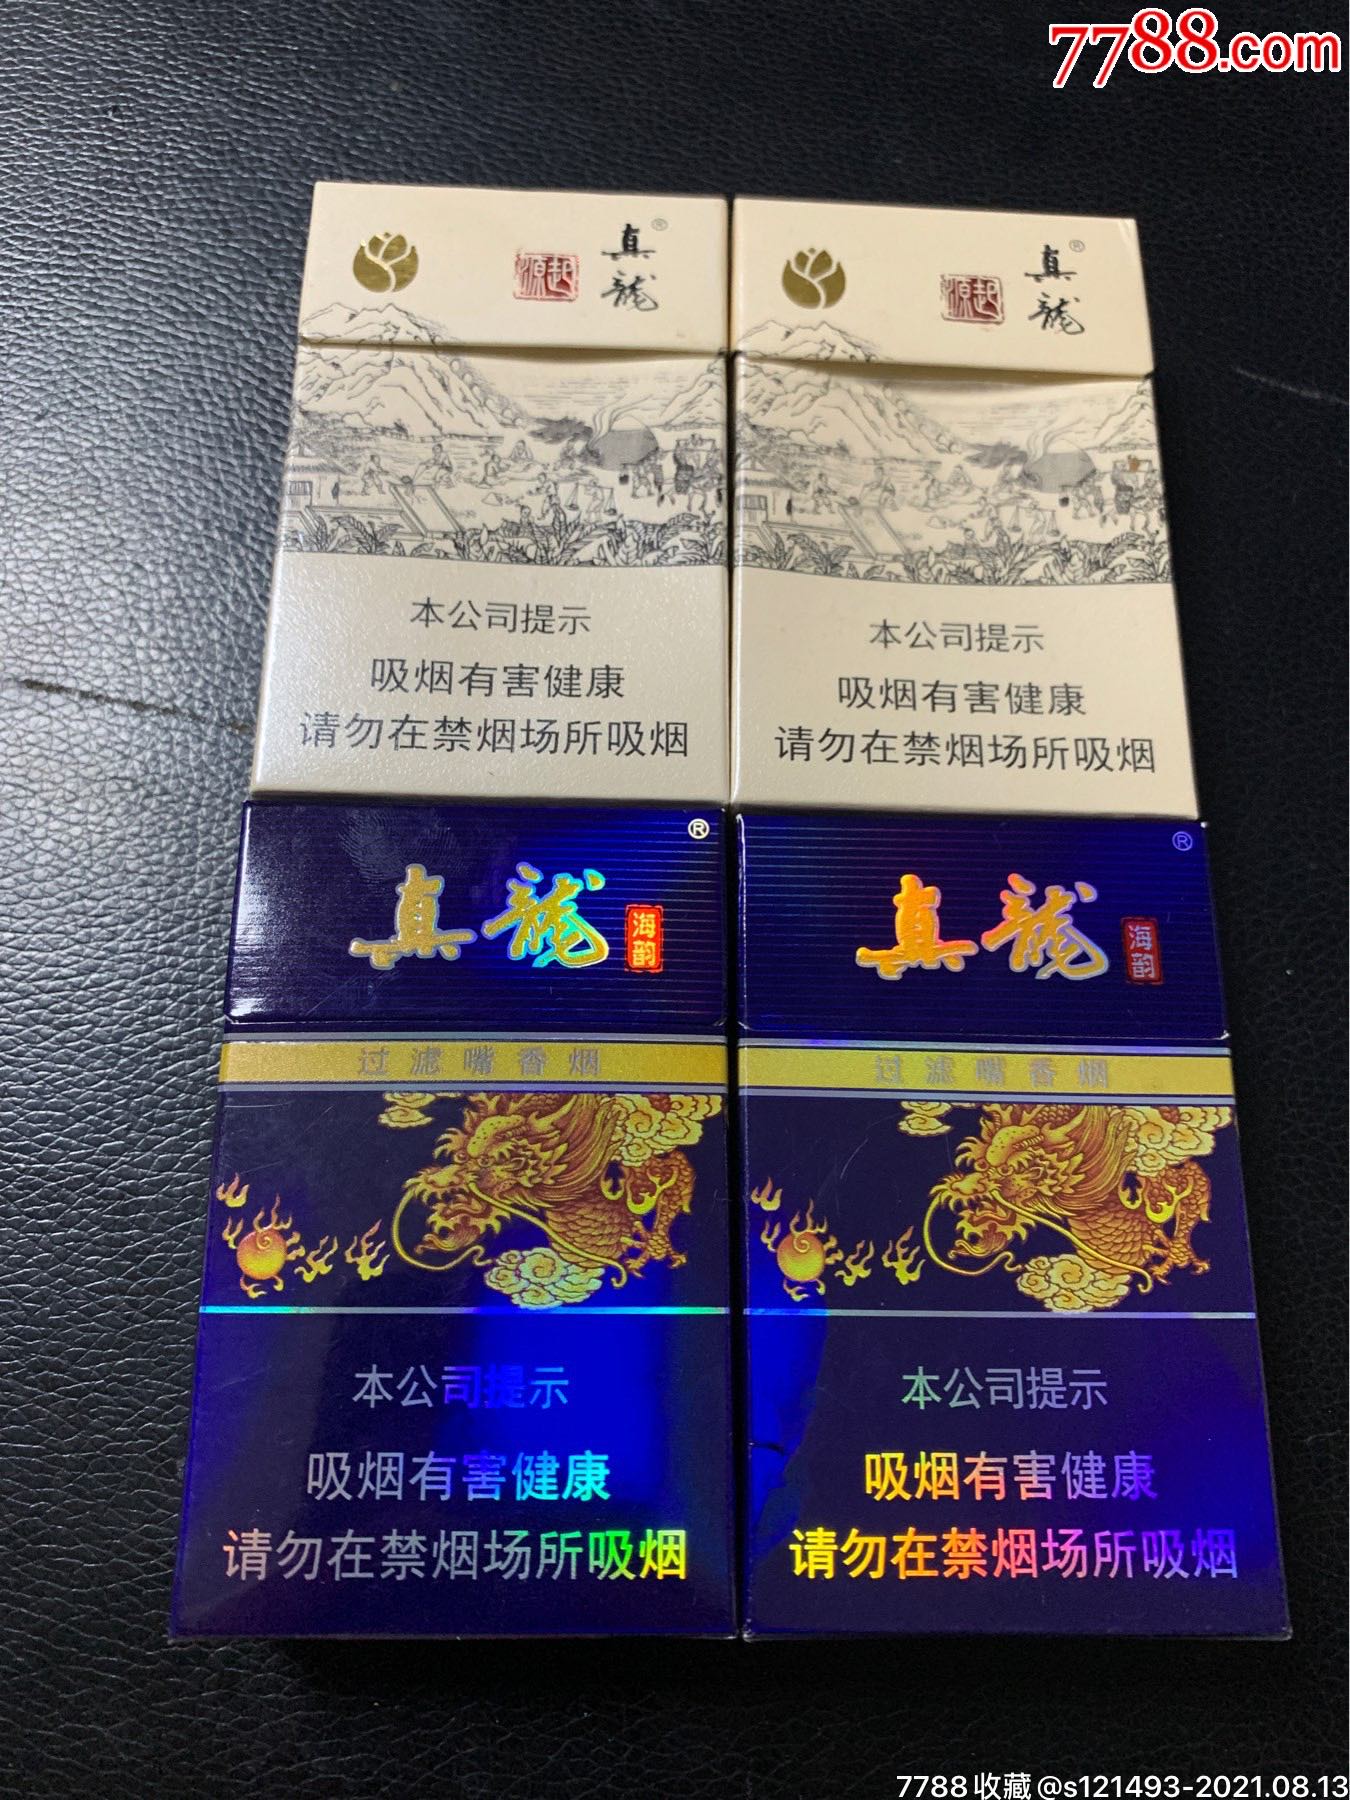 7788.com
真龍®
起源
真龍®
起源
本公司提示
吸烟有害健康
请勿在禁烟场所吸烟
本公司提示
吸烟有害健康
请勿在禁烟场所吸烟
真龍®
海韵
真龍®
海韵
过滤嘴香烟
过滤嘴香烟
本公司提示
吸烟有害健康
请勿在禁烟场所吸烟
本公司提示
吸烟有害健康
请勿在禁烟场所吸烟
7788收藏@s121493-2021.08.13